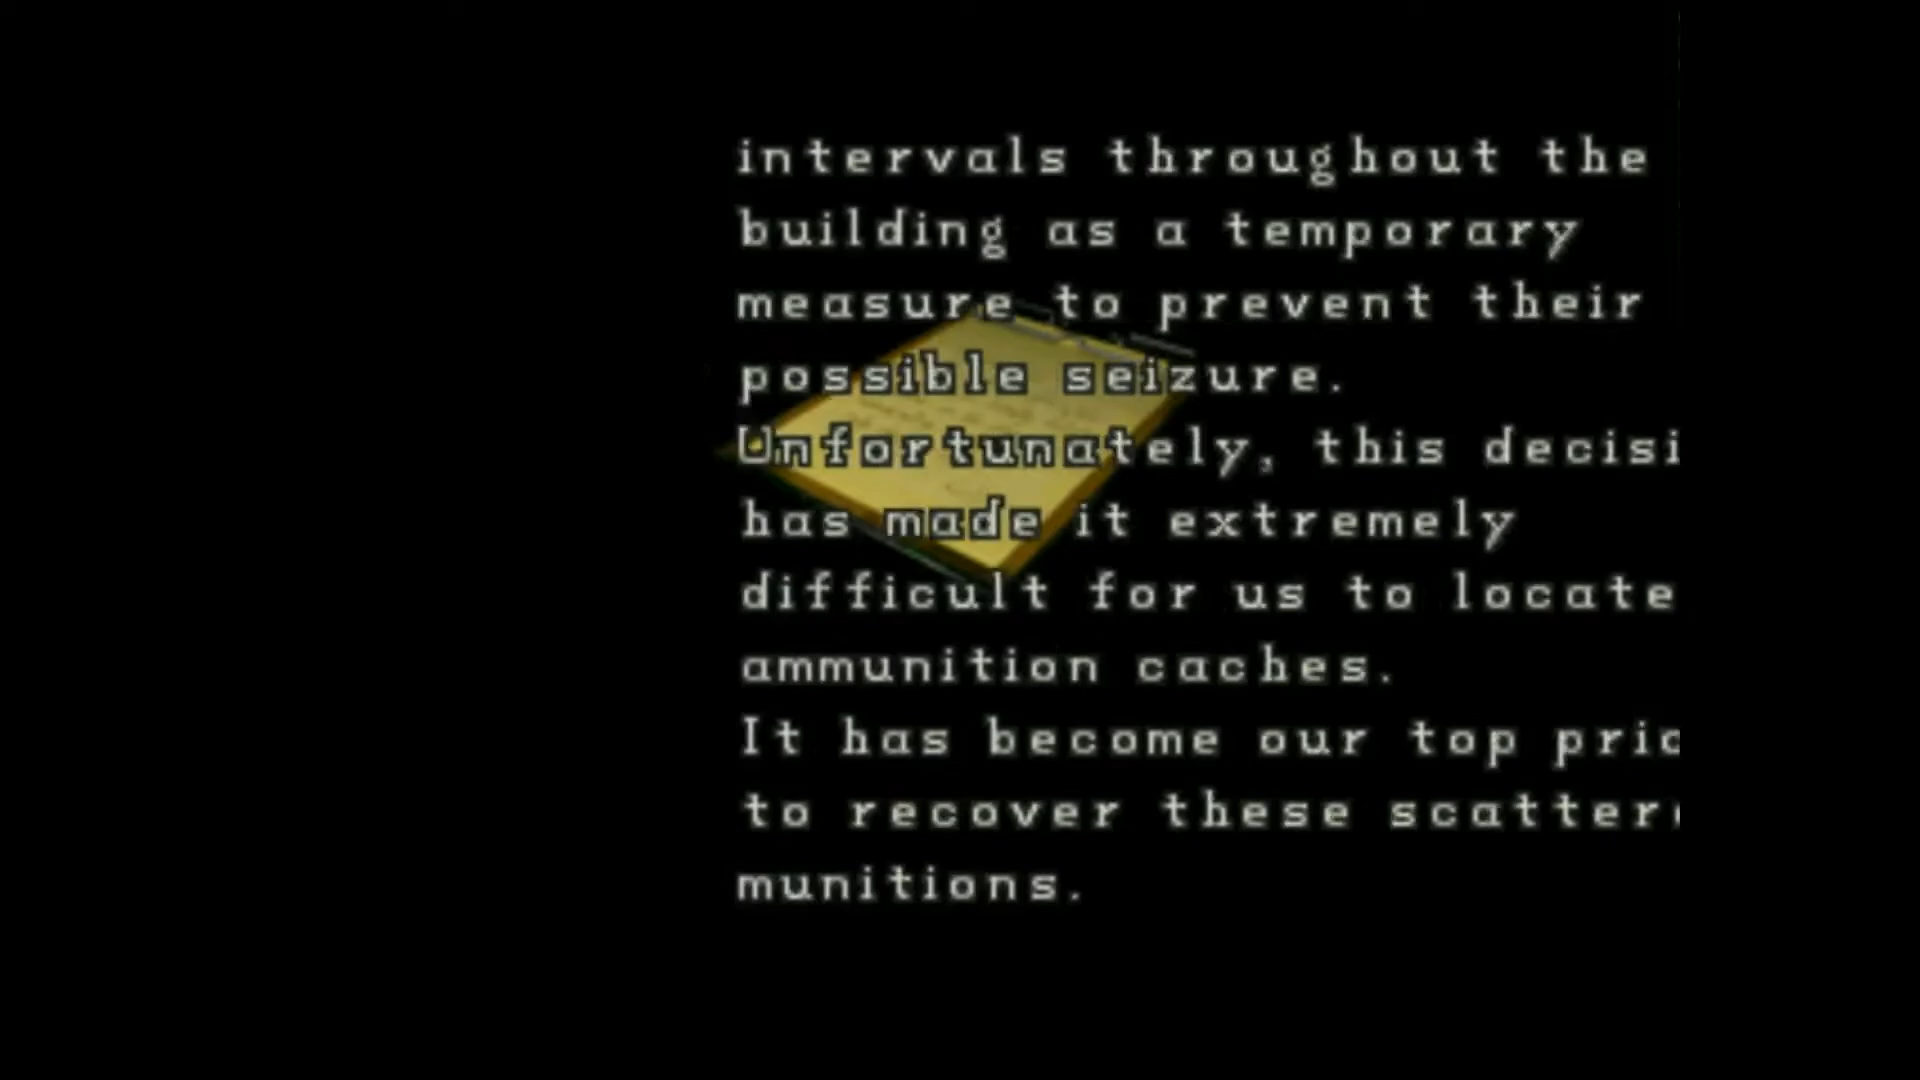 intervals throughout the
building as a temporary
measure to prevent their
possible seizure.
Unfortunately, this decisi
has made it extremely
difficult for us to locate
ammunition caches.
It has become our top prio
to recover these scatter
munitions.